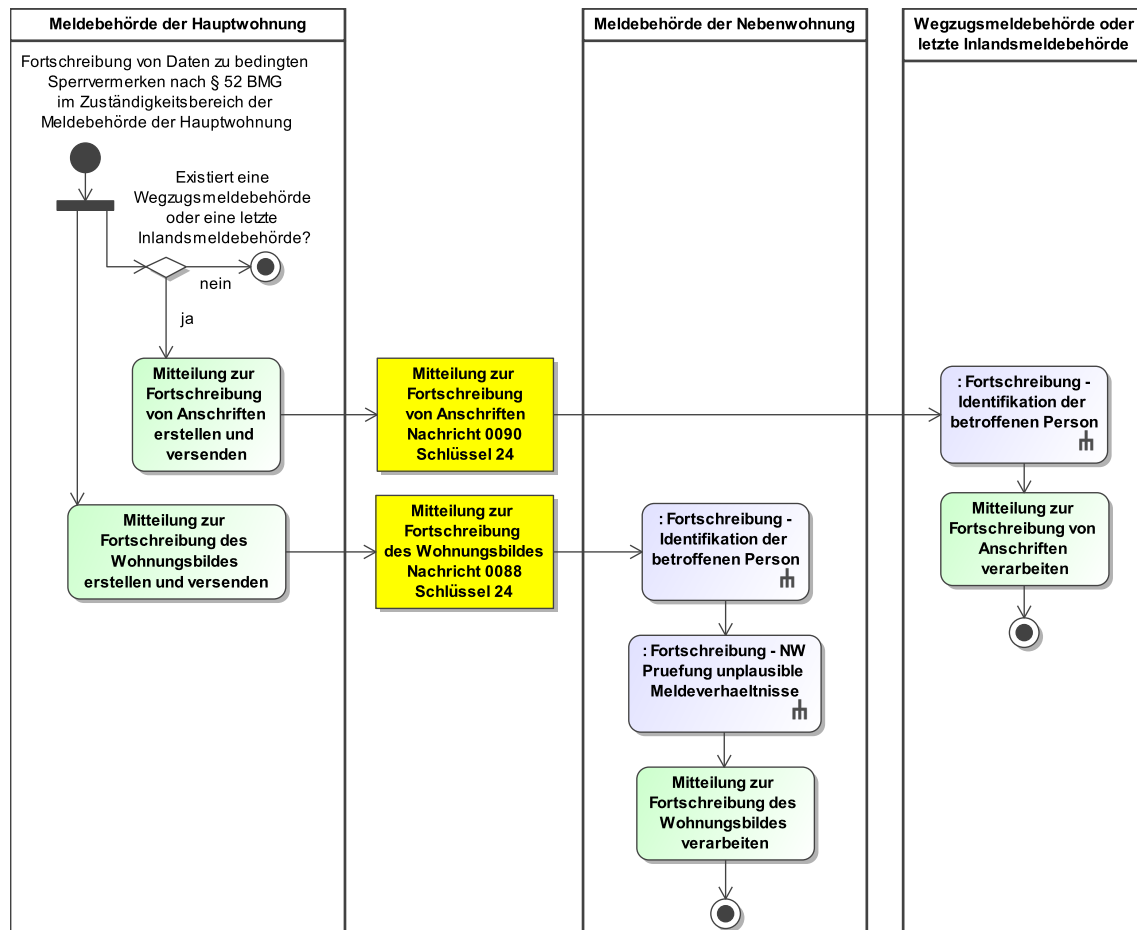 Meldebehörde der Hauptwohnung
Meldebehörde der Nebenwohnung
Wegzugsmeldebehörde oder
letzte Inlandsmeldebehörde
Fortschreibung von Daten zu bedingten
Sperrvermerken nach § 52 BMG
im Zuständigkeitsbereich der
Meldebehörde der Hauptwohnung
Existiert eine
Wegzugsmeldebehörde
oder eine letzte
Inlandsmeldebehörde?
nein
ja
Mitteilung zur
Fortschreibung
von Anschriften
erstellen und
versenden
Mitteilung zur
Fortschreibung
von Anschriften
Nachricht 0090
Schlüssel 24
: Fortschreibung -
Identifikation der
betroffenen Person
Mitteilung zur
Fortschreibung von
Anschriften
verarbeiten
Mitteilung zur
Fortschreibung des
Wohnungsbildes
erstellen und versenden
Mitteilung zur
Fortschreibung
des Wohnungsbildes
Nachricht 0088
Schlüssel 24
: Fortschreibung -
Identifikation der
betroffenen Person
: Fortschreibung - NW
Pruefung unplausible
Meldeverhaeltnisse
Mitteilung zur
Fortschreibung des
Wohnungsbildes
verarbeiten